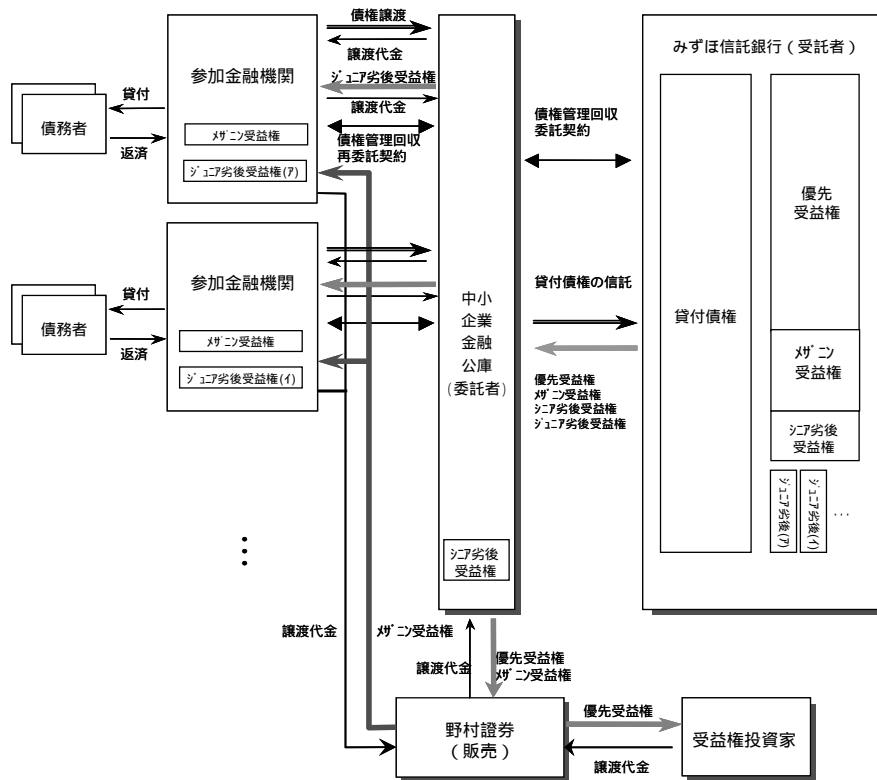 債権譲渡
譲渡代金
ｼﾞｭﾆｱ劣後受益権
譲渡代金
債権管理回収
再委託契約
参加金融機関
ﾒｻﾞﾆﾝ受益権
ｼﾞｭﾆｱ劣後受益権(ｱ)
貸付
債務者
返済
参加金融機関
ﾒｻﾞﾆﾝ受益権
ｼﾞｭﾆｱ劣後受益権(ｲ)
貸付
債務者
返済
中小
企業
金融
公庫
(委託者)
ｼﾆｱ劣後
受益権
債権管理回収
委託契約
貸付債権の信託
優先受益権
ﾒｻﾞﾆﾝ受益権
ｼﾆｱ劣後受益権
ｼﾞｭﾆｱ劣後受益権
みずほ信託銀行（受託者）
貸付債権
優先
受益権
ﾒｻﾞﾆﾝ
受益権
ｼﾆｱ劣後
受益権
ｼﾞｭﾆｱ劣後(ｱ)
ｼﾞｭﾆｱ劣後(ｲ)
…
⋮
譲渡代金
ﾒｻﾞﾆﾝ受益権
譲渡代金
優先受益権
ﾒｻﾞﾆﾝ受益権
野村證券
（販売）
優先受益権
譲渡代金
受益権投資家